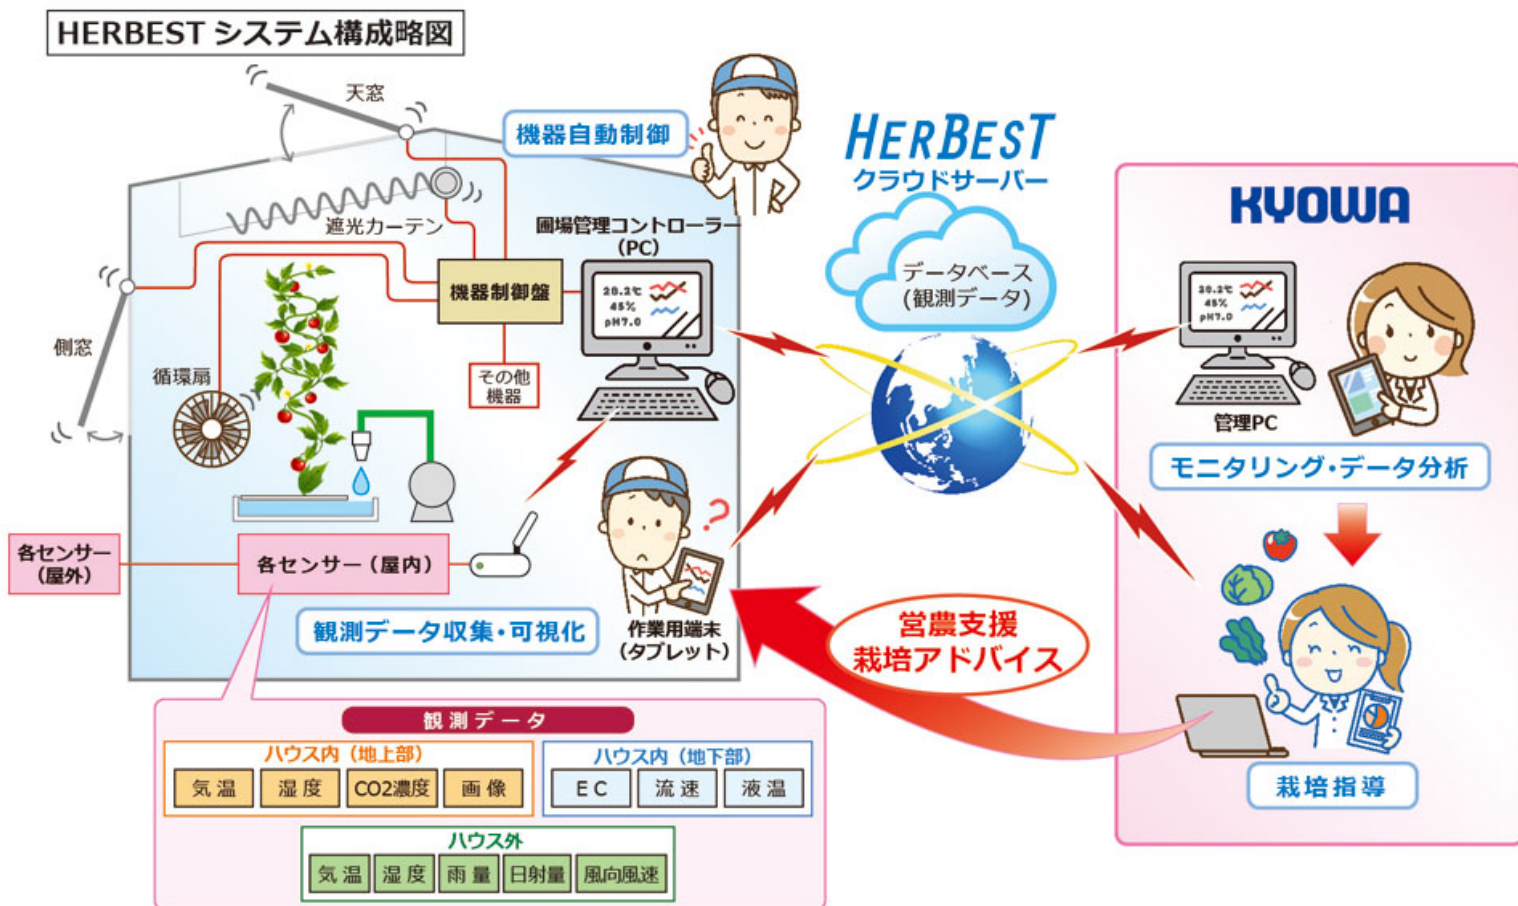 HERBEST システム構成略図
天窓
機器自動制御
遮光カーテン
圃場管理コントローラー
（PC）
機器制御盤
20.2℃
45%
pH7.0
側窓
循環扇
その他
機器
各センサー
（屋外）
各センサー（屋内）
観測データ収集・可視化
?
作業用端末
（タブレット）
HERBEST
クラウドサーバー
データベース
(観測データ)
KYOWA
20.2℃
45%
pH7.0
管理PC
モニタリング・データ分析
営農支援
栽培アドバイス
栽培指導
観測データ
ハウス内（地上部）
気温
湿度
CO2濃度
画像
ハウス内（地下部）
EC
流速
液温
ハウス外
気温
湿度
雨量
日射量
風向風速